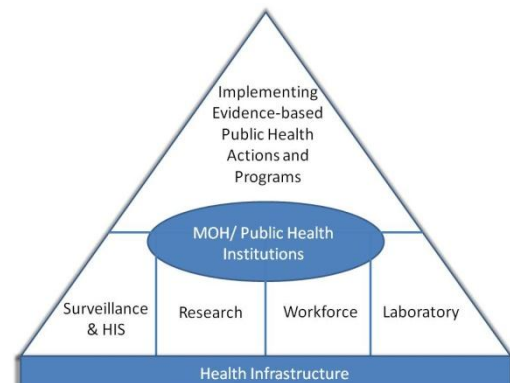 Implementing
Evidence-based
Public Health
Actions and
Programs
MOH/ Public Health
Institutions
Surveillance
& HIS
Research
Workforce
Laboratory
Health Infrastructure